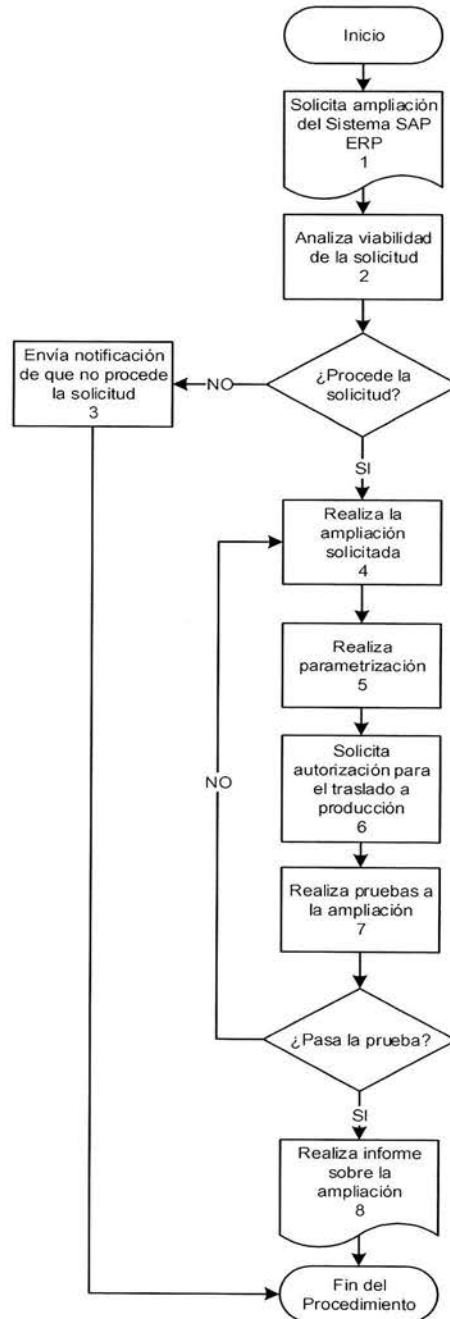 Inicio
Solicita ampliación
del Sistema SAP
ERP
1
Analiza viabilidad
de la solicitud
2
¿Procede la
solicitud?
NO
Envía notificación
de que no procede
la solicitud
3
SI
Realiza la
ampliación
solicitada
4
Realiza
parametrización
5
Solicita
autorización para
el traslado a
producción
6
NO
Realiza pruebas a
la ampliación
7
¿Pasa la prueba?
SI
Realiza informe
sobre la
ampliación
8
Fin del
Procedimiento